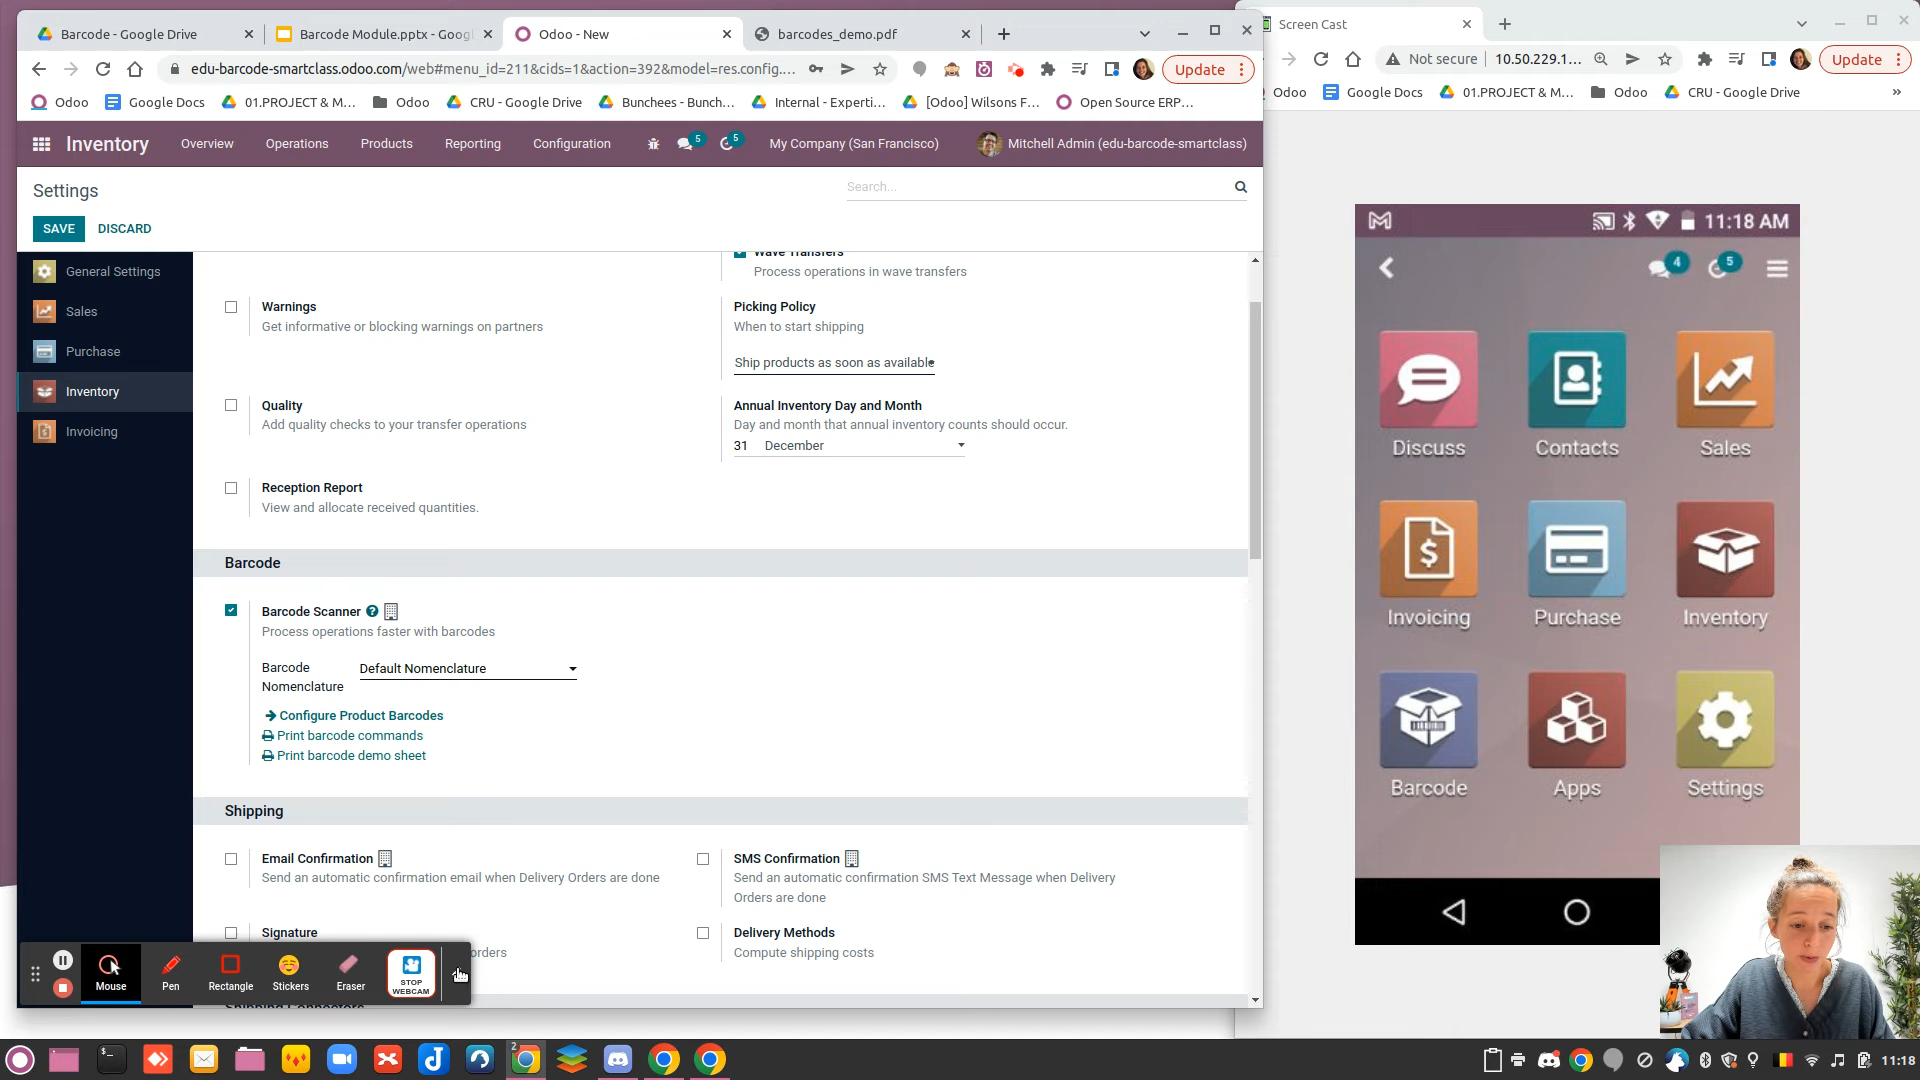 Barcode - Google Drive
Barcode Module.pptx - Goog
Odoo - New
barcodes_demo.pdf
edu-barcode-smartclass.odoo.com/web#menu_id=211&cids=1&action=392&model=res.config....
Update
Odoo
Google Docs
01.PROJECT & M...
Odoo
CRU - Google Drive
Bunchees - Bunch...
Internal - Experti...
[Odoo] Wilsons F...
Open Source ERP...
Inventory
Overview
Operations
Products
Reporting
Configuration
5
5
My Company (San Francisco)
Mitchell Admin (edu-barcode-smartclass)
Settings
Search...
SAVE
DISCARD
General Settings
Sales
Purchase
Inventory
Invoicing
Wave Transfers
Process operations in wave transfers
Warnings
Get informative or blocking warnings on partners
Picking Policy
When to start shipping
Ship products as soon as available
Quality
Add quality checks to your transfer operations
Annual Inventory Day and Month
Day and month that annual inventory counts should occur.
31 December
Reception Report
View and allocate received quantities.
Barcode
Barcode Scanner
Process operations faster with barcodes
Barcode
Nomenclature
Default Nomenclature
Configure Product Barcodes
Print barcode commands
Print barcode demo sheet
Shipping
Email Confirmation
Send an automatic confirmation email when Delivery Orders are done
SMS Confirmation
Send an automatic confirmation SMS Text Message when Delivery
Orders are done
Signature
orders
Delivery Methods
Compute shipping costs
Mouse
Pen
Rectangle
Stickers
Eraser
STOP
WEBCAM
Screen Cast
Not secure
10.50.229.1...
Update
Odoo
Google Docs
01.PROJECT & M...
Odoo
CRU - Google Drive
11:18 AM
4
5
Discuss
Contacts
Sales
Invoicing
Purchase
Inventory
Barcode
Apps
Settings
2
11:18